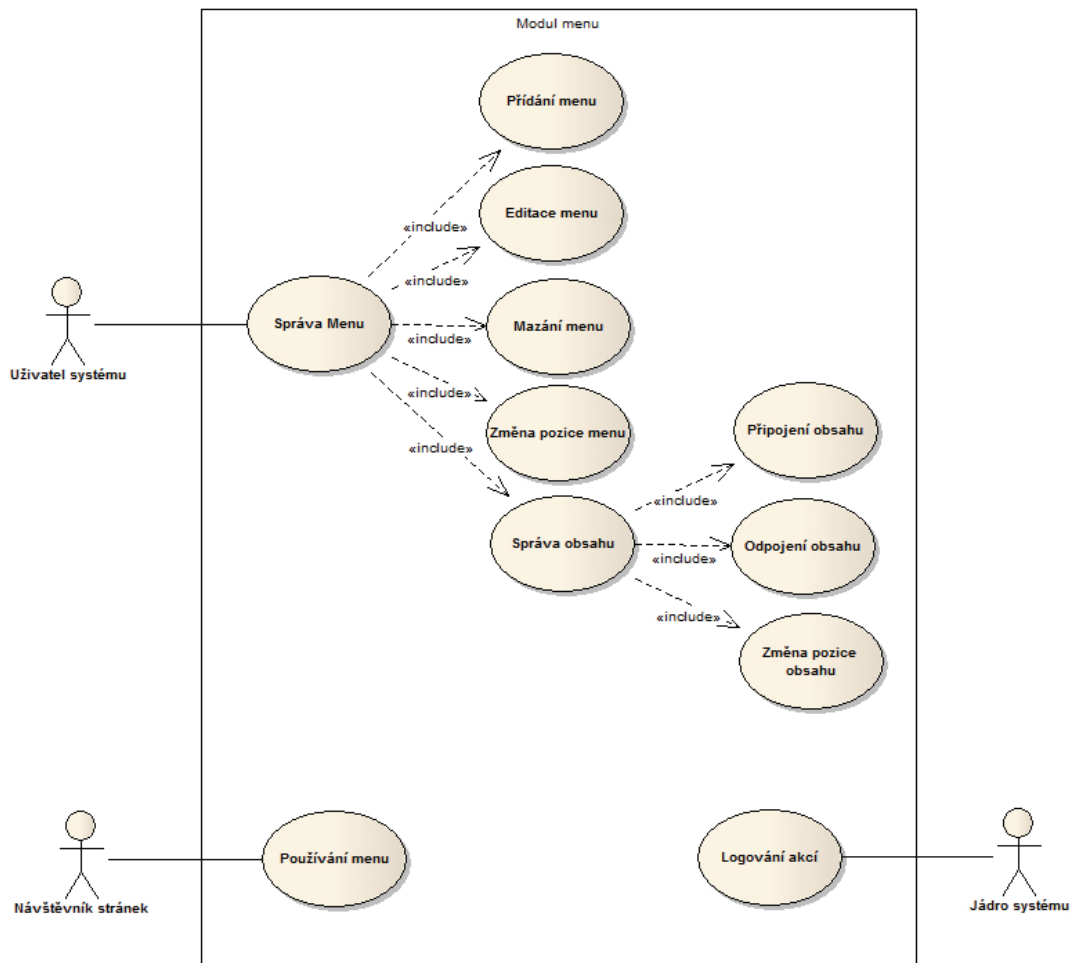 Modul menu
Přídání menu
«include»
Editace menu
«include»
Správa Menu
Uživatel systému
«include»
Mazání menu
«include»
Změna pozice menu
«include»
Správa obsahu
«include»
Připojení obsahu
«include»
Odpojení obsahu
«include»
Změna pozice
obsahu
Používání menu
Návštěvník stránek
Logování akcí
Jádro systému